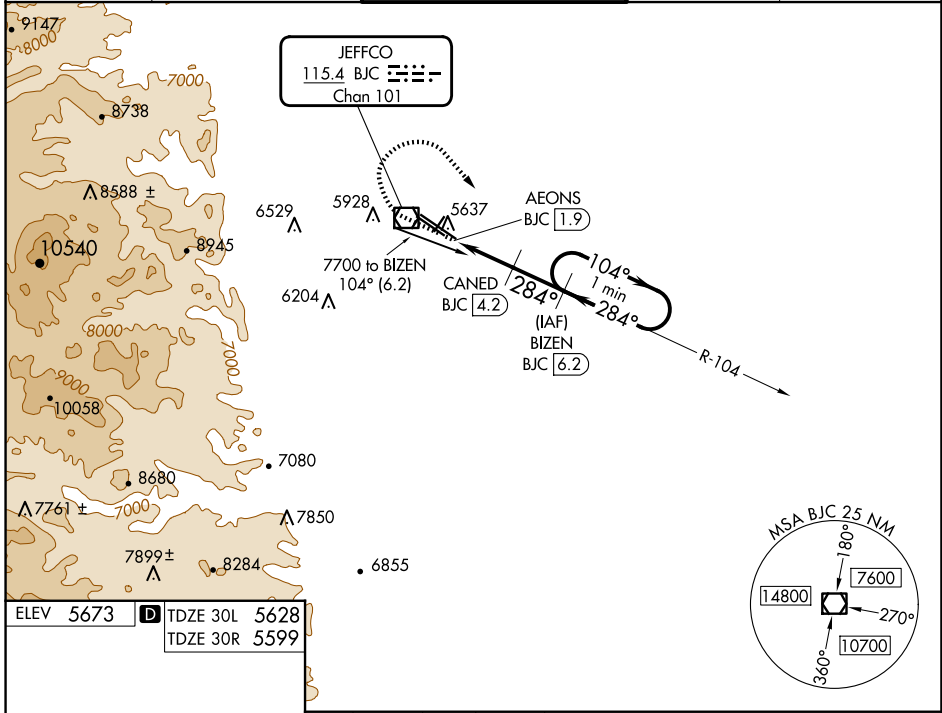 9147
8000
7000
8738
JEFFCO
115.4 BJC
Chan 101
8588 ±
6529
5928
5637
AEONS
BJC 1.9
10540
8945
7700 to BIZEN
104° (6.2)
CANED
BJC 4.2
284°
104°
1 min
284°
(IAF)
BIZEN
BJC 6.2
6204
8000
7000
R-104
9000
10058
7080
8680
7761 ±
7000
7850
7899 ±
8284
6855
MSA BJC 25 NM
180°
7600
14800
270°
10700
360°
ELEV 5673
D
TDZE 30L 5628
TDZE 30R 5599